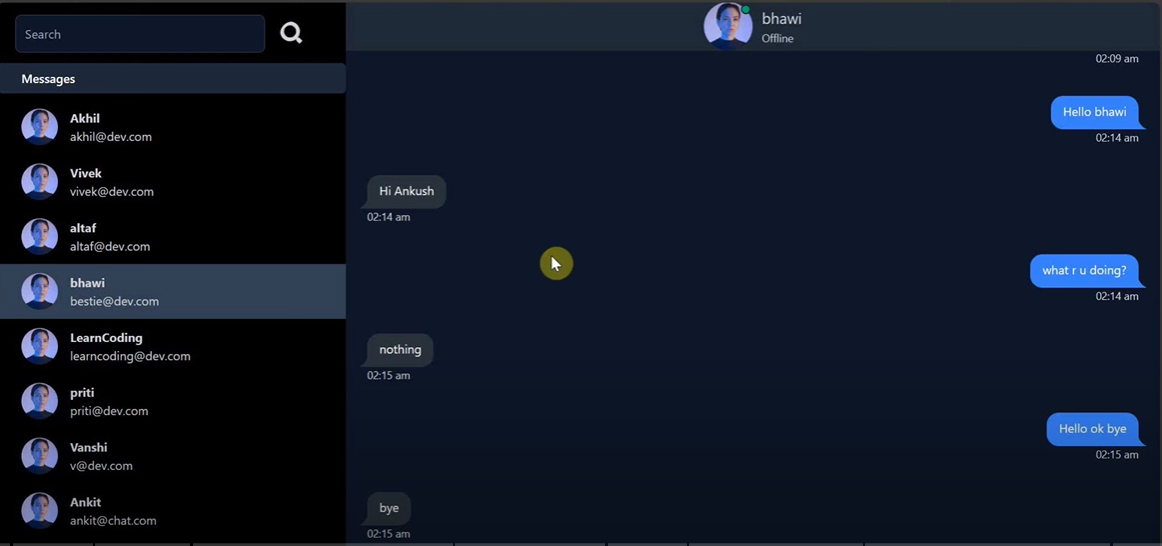 Search
Messages
Akhil
akhil@dev.com
Vivek
vivek@dev.com
altaf
altaf@dev.com
bhawi
bestie@dev.com
LearnCoding
learncoding@dev.com
priti
priti@dev.com
Vanshi
v@dev.com
Ankit
ankit@chat.com
bhawi
Offline
02:09 am
Hello bhawi
02:14 am
Hi Ankush
02:14 am
what r u doing?
02:14 am
nothing
02:15 am
Hello ok bye
02:15 am
bye
02:15 am